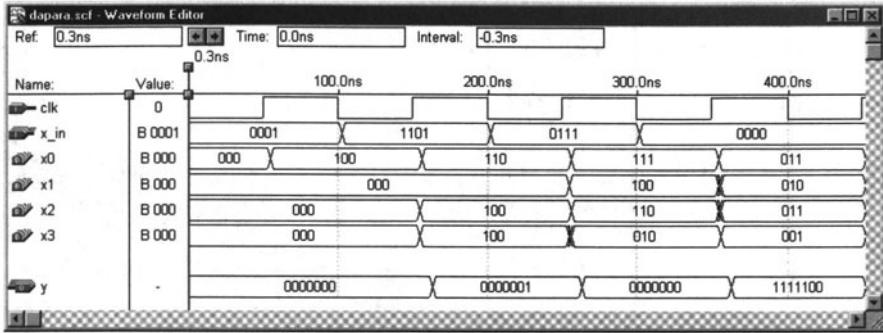 dapara.scf - Waveform Editor
Ref: 0.3ns Time: 0.0ns Interval: -0.3ns
0.3ns
Name: Value: 100.0ns 200.0ns 300.0ns 400.0ns
clk 0
x_in B 0001 0001 1101 0111 0000
x0 B 000 000 100 110 111 011
x1 B 000 000 100 010
x2 B 000 000 100 110 011
x3 B 000 000 100 010 001
y - 0000000 0000001 0000000 1111100